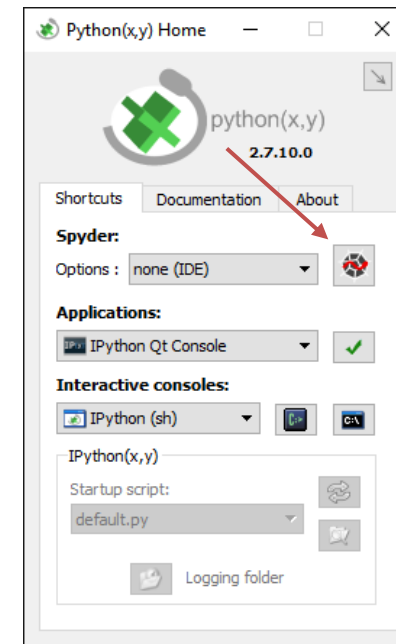 Python(x,y) Home
python(x,y)
2.7.10.0
Shortcuts Documentation About
Spyder:
Options : none (IDE)
Applications:
IPython Qt Console
Interactive consoles:
IPython (sh)
IPython(x,y)
Startup script:
default.py
Logging folder